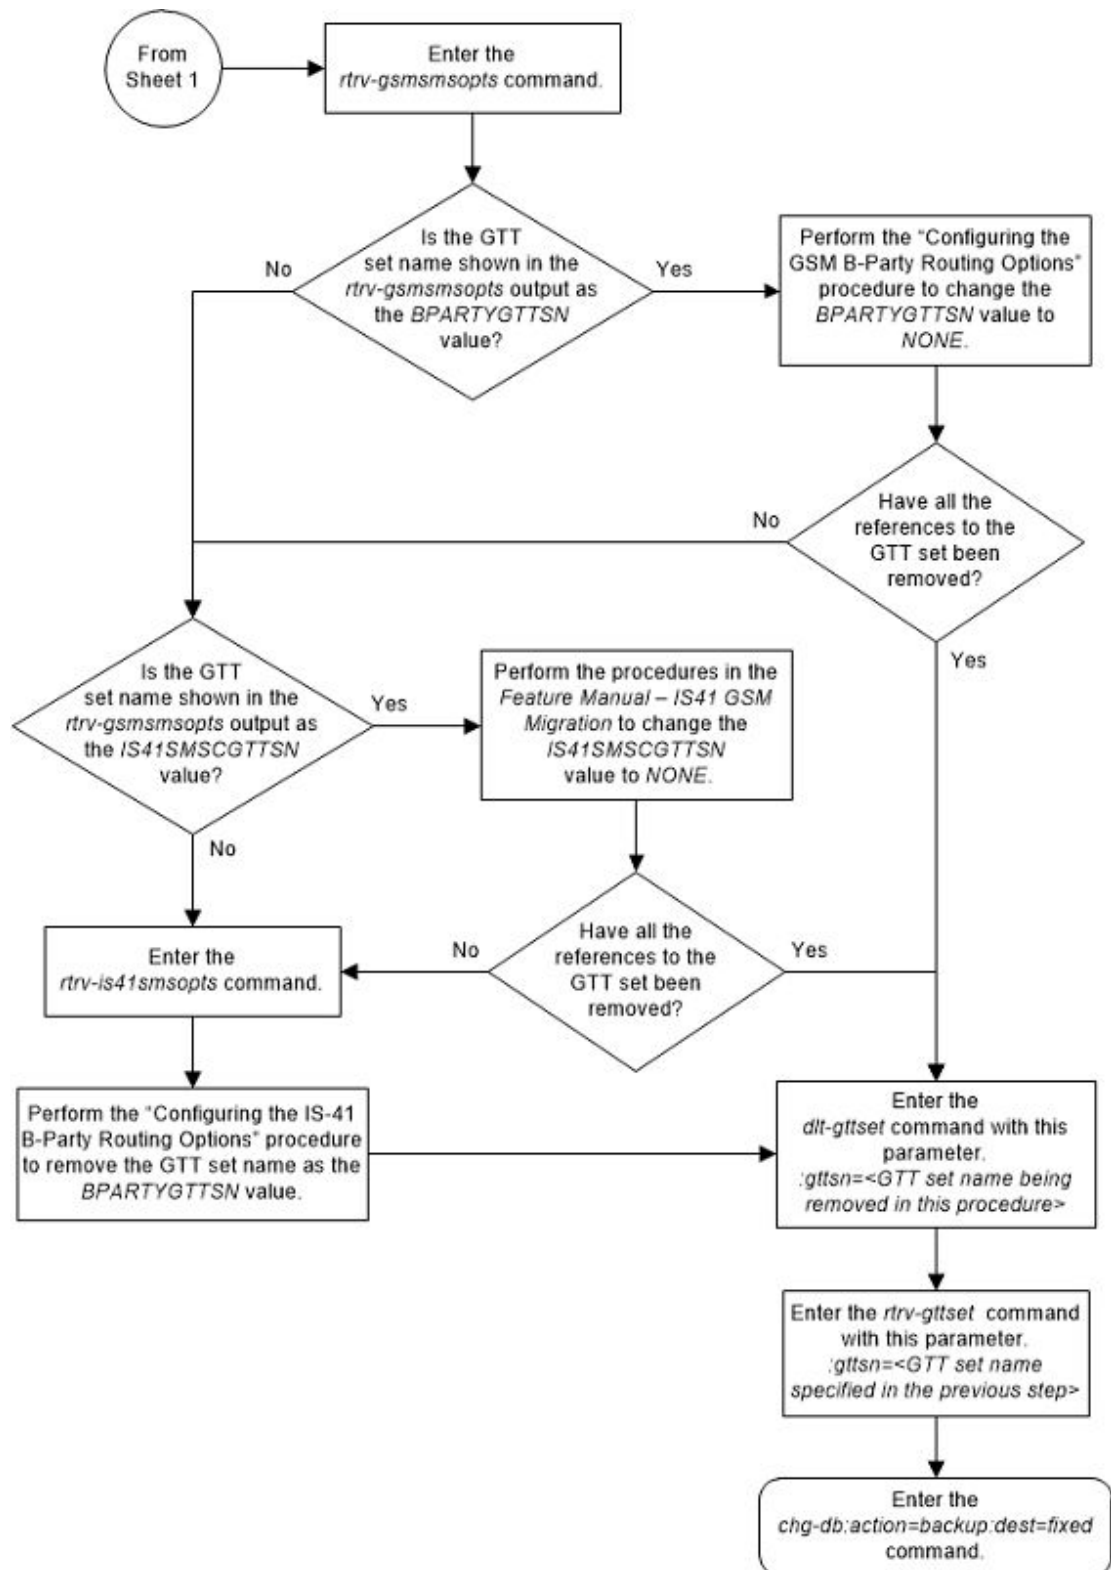 From
Sheet 1
Enter the
rtrv-gsmsmsopts command.
Is the GTT
set name shown in the
rtrv-gsmsmsopts output as
the BPARTYGTTSN
value?
No
Yes
Perform the “Configuring the
GSM B-Party Routing Options”
procedure to change the
BPARTYGTTSN value to
NONE.
Have all the
references to the
GTT set been
removed?
No
Yes
Is the GTT
set name shown in the
rtrv-gsmsmsopts output as
the IS41SMSCGTTSN
value?
Yes
No
Perform the procedures in the
Feature Manual – IS41 GSM
Migration to change the
IS41SMSCGTTSN
value to NONE.
Have all the
references to the
GTT set been
removed?
No
Yes
Enter the
rtrv-is41smsopts command.
Perform the “Configuring the IS-41
B-Party Routing Options” procedure
to remove the GTT set name as the
BPARTYGTTSN value.
Enter the
dlt-gttset command with this
parameter.
:gttsn=<GTT set name being
removed in this procedure>
Enter the rtrv-gttset command
with this parameter.
:gttsn=<GTT set name
specified in the previous step>
Enter the
chg-db:action=backup:dest=fixed
command.